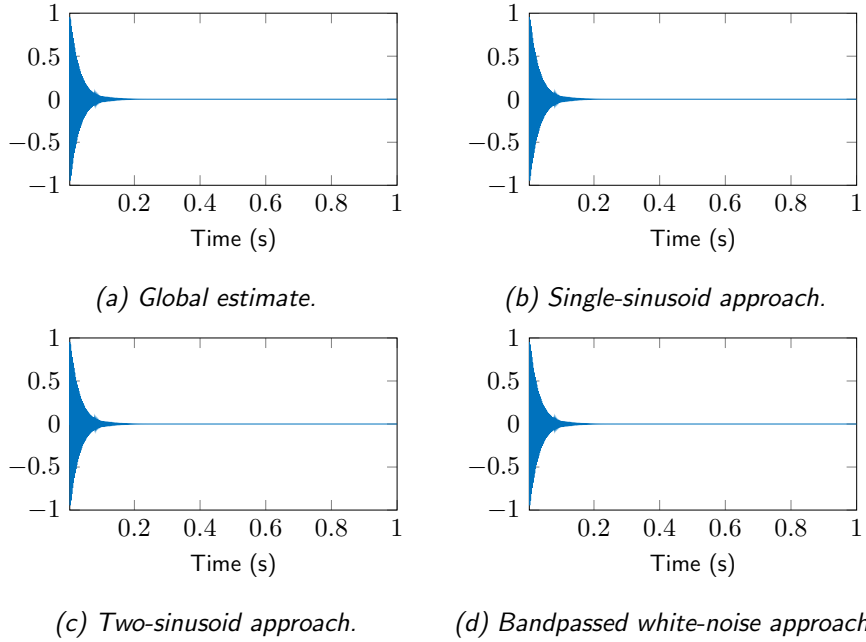 1
0.5
0
−0.5
−1
0.2 0.4 0.6 0.8 1
Time (s)
(a) Global estimate.
1
0.5
0
−0.5
−1
0.2 0.4 0.6 0.8 1
Time (s)
(b) Single-sinusoid approach.
1
0.5
0
−0.5
−1
0.2 0.4 0.6 0.8 1
Time (s)
(c) Two-sinusoid approach.
1
0.5
0
−0.5
−1
0.2 0.4 0.6 0.8 1
Time (s)
(d) Bandpassed white-noise approach